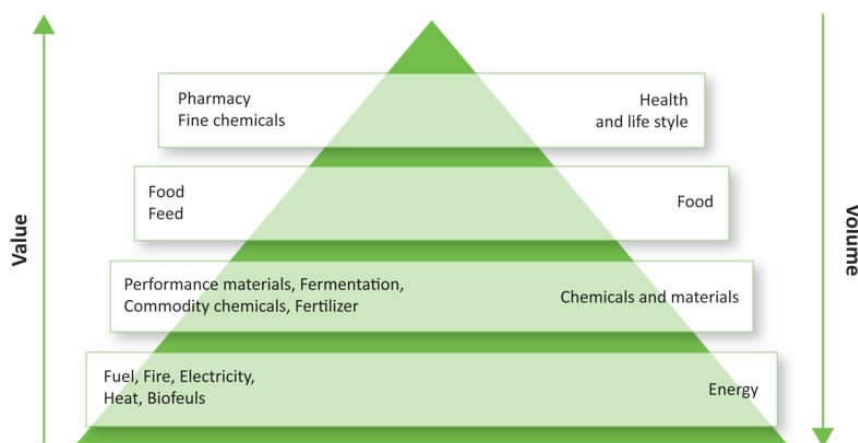 Value
Volume
Pharmacy
Fine chemicals
Health
and life style
Food
Feed
Food
Performance materials, Fermentation,
Commodity chemicals, Fertilizer
Chemicals and materials
Fuel, Fire, Electricity,
Heat, Biofeuls
Energy